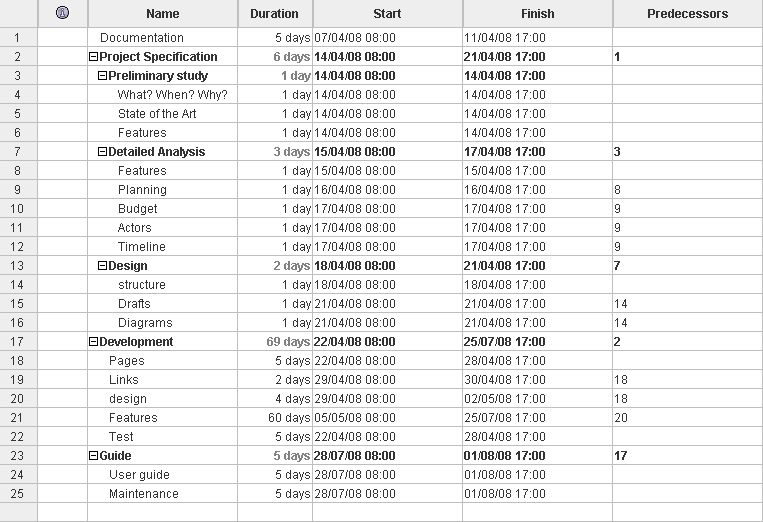 Name Duration Start Finish Predecessors
1 Documentation 5 days 07/04/08 08:00 11/04/08 17:00
2 Project Specification 6 days 14/04/08 08:00 21/04/08 17:00 1
3 Preliminary study 1 day 14/04/08 08:00 14/04/08 17:00
4 What? When? Why? 1 day 14/04/08 08:00 14/04/08 17:00
5 State of the Art 1 day 14/04/08 08:00 14/04/08 17:00
6 Features 1 day 14/04/08 08:00 14/04/08 17:00
7 Detailed Analysis 3 days 15/04/08 08:00 17/04/08 17:00 3
8 Features 1 day 15/04/08 08:00 15/04/08 17:00
9 Planning 1 day 16/04/08 08:00 16/04/08 17:00 8
10 Budget 1 day 17/04/08 08:00 17/04/08 17:00 9
11 Actors 1 day 17/04/08 08:00 17/04/08 17:00 9
12 Timeline 1 day 17/04/08 08:00 17/04/08 17:00 9
13 Design 2 days 18/04/08 08:00 21/04/08 17:00 7
14 structure 1 day 18/04/08 08:00 18/04/08 17:00
15 Drafts 1 day 21/04/08 08:00 21/04/08 17:00 14
16 Diagrams 1 day 21/04/08 08:00 21/04/08 17:00 14
17 Development 69 days 22/04/08 08:00 25/07/08 17:00 2
18 Pages 5 days 22/04/08 08:00 28/04/08 17:00
19 Links 2 days 29/04/08 08:00 30/04/08 17:00 18
20 design 4 days 29/04/08 08:00 02/05/08 17:00 18
21 Features 60 days 05/05/08 08:00 25/07/08 17:00 20
22 Test 5 days 22/04/08 08:00 28/04/08 17:00
23 Guide 5 days 28/07/08 08:00 01/08/08 17:00 17
24 User guide 5 days 28/07/08 08:00 01/08/08 17:00
25 Maintenance 5 days 28/07/08 08:00 01/08/08 17:00